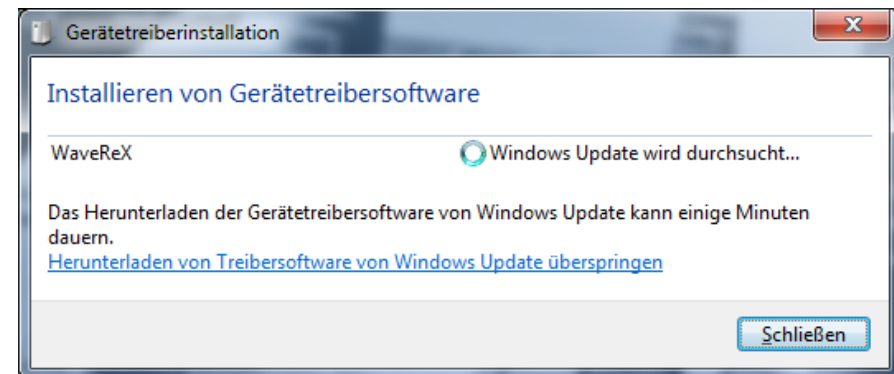 Gerätetreiberinstallation
Installieren von Gerätetreibersoftware
WaveReX Windows Update wird durchsucht...
Das Herunterladen der Gerätetreibersoftware von Windows Update kann einige Minuten
dauern.
Herunterladen von Treibersoftware von Windows Update überspringen
Schließen